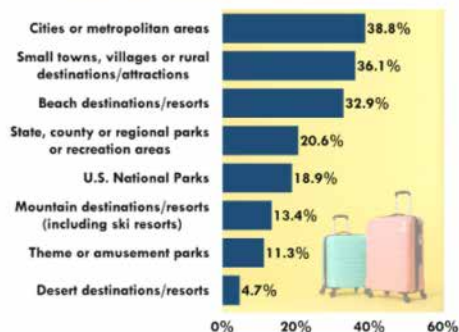 Cities or metropolitan areas 38.8%
Small towns, villages or rural
destinations/attractions 36.1%
Beach destinations/resorts 32.9%
State, county or regional parks
or recreation areas 20.6%
U.S. National Parks 18.9%
Mountain destinations/resorts
(including ski resorts) 13.4%
Theme or amusement parks 11.3%
Desert destinations/resorts 4.7%
0% 20% 40% 60%